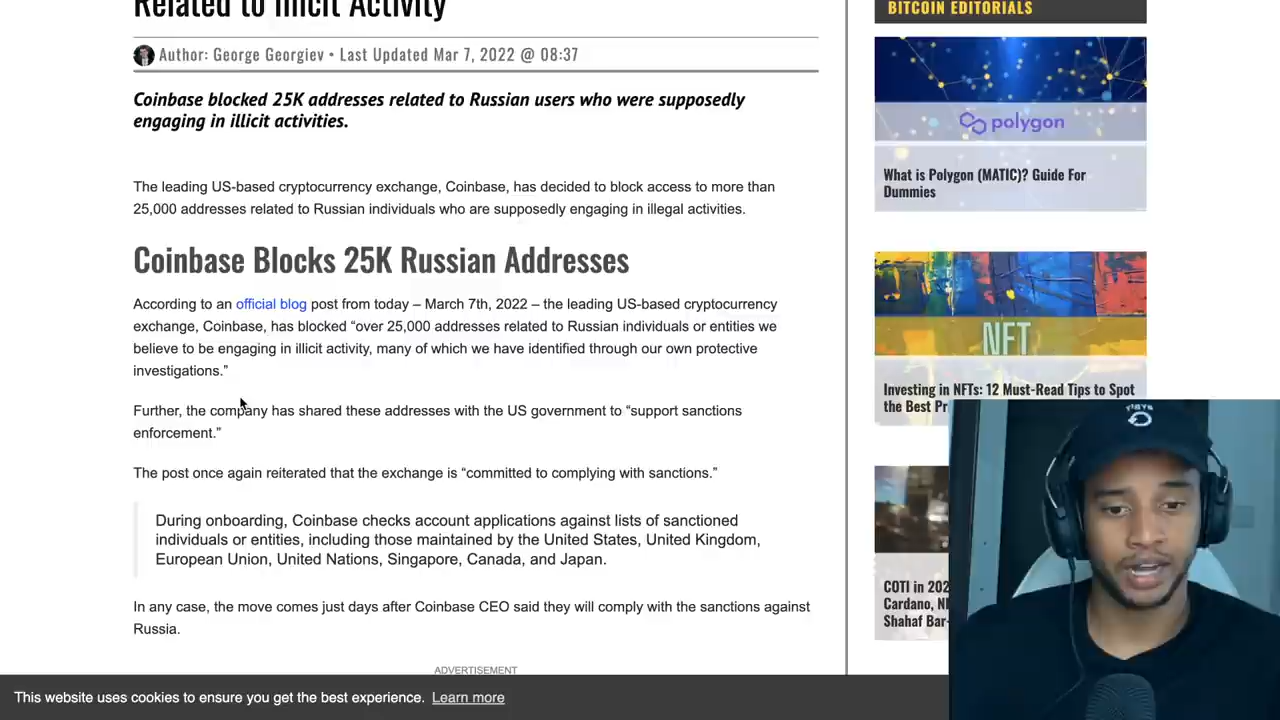 Related to Illicit Activity
Author: George Georgiev • Last Updated Mar 7, 2022 @ 08:37
Coinbase blocked 25K addresses related to Russian users who were supposedly
engaging in illicit activities.
The leading US-based cryptocurrency exchange, Coinbase, has decided to block access to more than
25,000 addresses related to Russian individuals who are supposedly engaging in illegal activities.
Coinbase Blocks 25K Russian Addresses
According to an official blog post from today – March 7th, 2022 – the leading US-based cryptocurrency
exchange, Coinbase, has blocked “over 25,000 addresses related to Russian individuals or entities we
believe to be engaging in illicit activity, many of which we have identified through our own protective
investigations.”
Further, the company has shared these addresses with the US government to “support sanctions
enforcement.”
The post once again reiterated that the exchange is “committed to complying with sanctions.”
During onboarding, Coinbase checks account applications against lists of sanctioned
individuals or entities, including those maintained by the United States, United Kingdom,
European Union, United Nations, Singapore, Canada, and Japan.
In any case, the move comes just days after Coinbase CEO said they will comply with the sanctions against
Russia.
ADVERTISEMENT
This website uses cookies to ensure you get the best experience. Learn more
BITCOIN EDITORIALS
polygon
What is Polygon (MATIC)? Guide For
Dummies
NFT
Investing in NFTs: 12 Must-Read Tips to Spot
the Best
COTI in
Cardano,
Shahaf